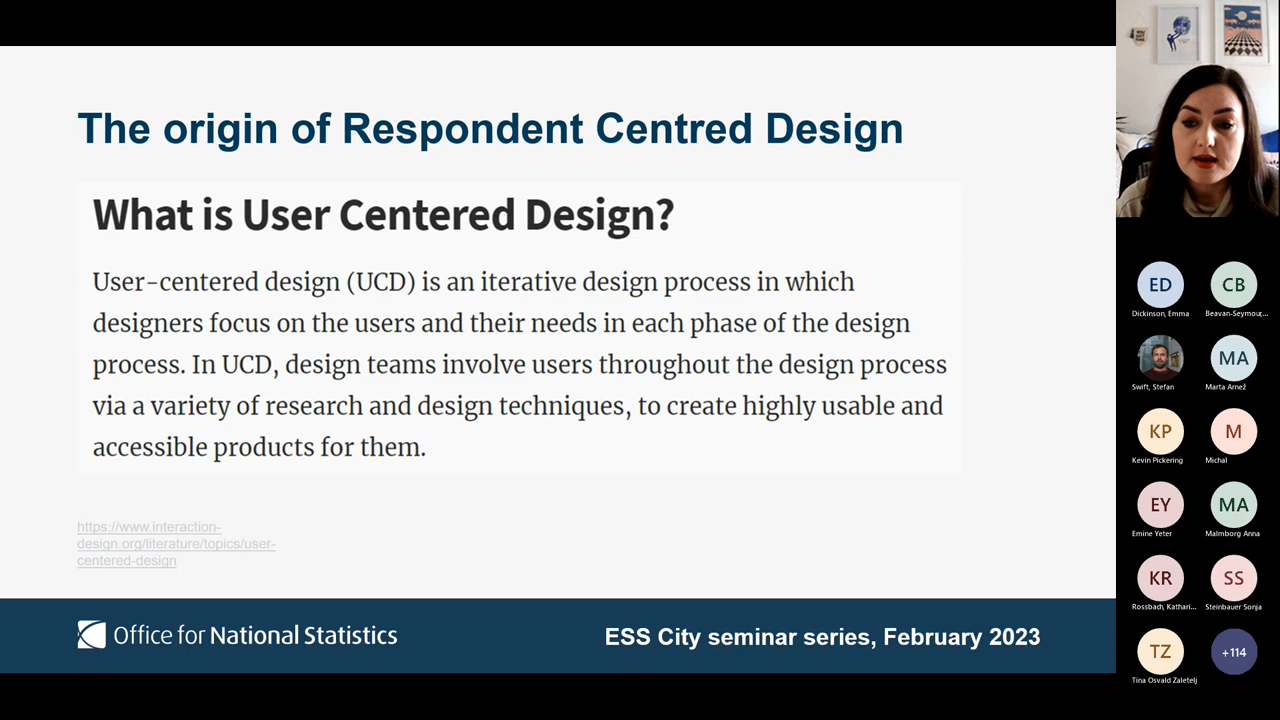 The origin of Respondent Centred Design
What is User Centered Design?
User-centered design (UCD) is an iterative design process in which
designers focus on the users and their needs in each phase of the design
process. In UCD, design teams involve users throughout the design process
via a variety of research and design techniques, to create highly usable and
accessible products for them.
https://www.interaction-
design.org/literature/topics/user-
centered-design
Office for National Statistics
ESS City seminar series, February 2023
ED
CB
Dickinson, Emma
Beavan-Seymour,...
MA
Swift, Stefan
Marta Arnež
KP
M
Kevin Pickering
Michal
EY
MA
Emine Yeter
Malmborg Anna
KR
SS
Rossbach, Kathari...
Steinbauer Sonja
TZ
+114
Tina Osvald Zaletelj